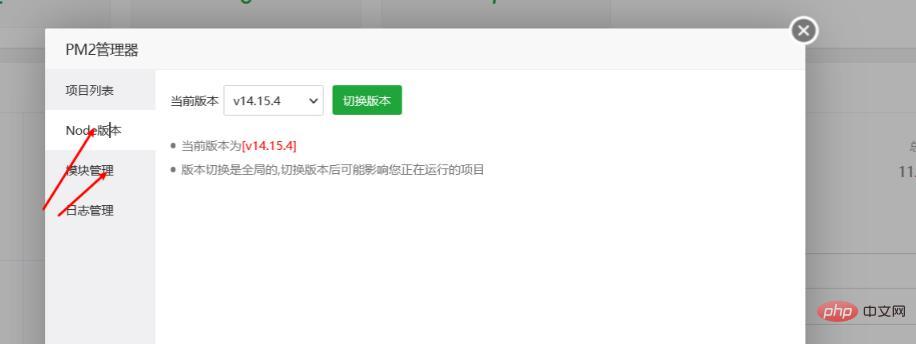 PM2管理器
项目列表
Node版本
模块管理
日志管理
当前版本 v14.15.4 切换版本
当前版本为[v14.15.4]
版本切换是全局的,切换版本后可能影响您正在运行的项目
总
11.
php 中文网